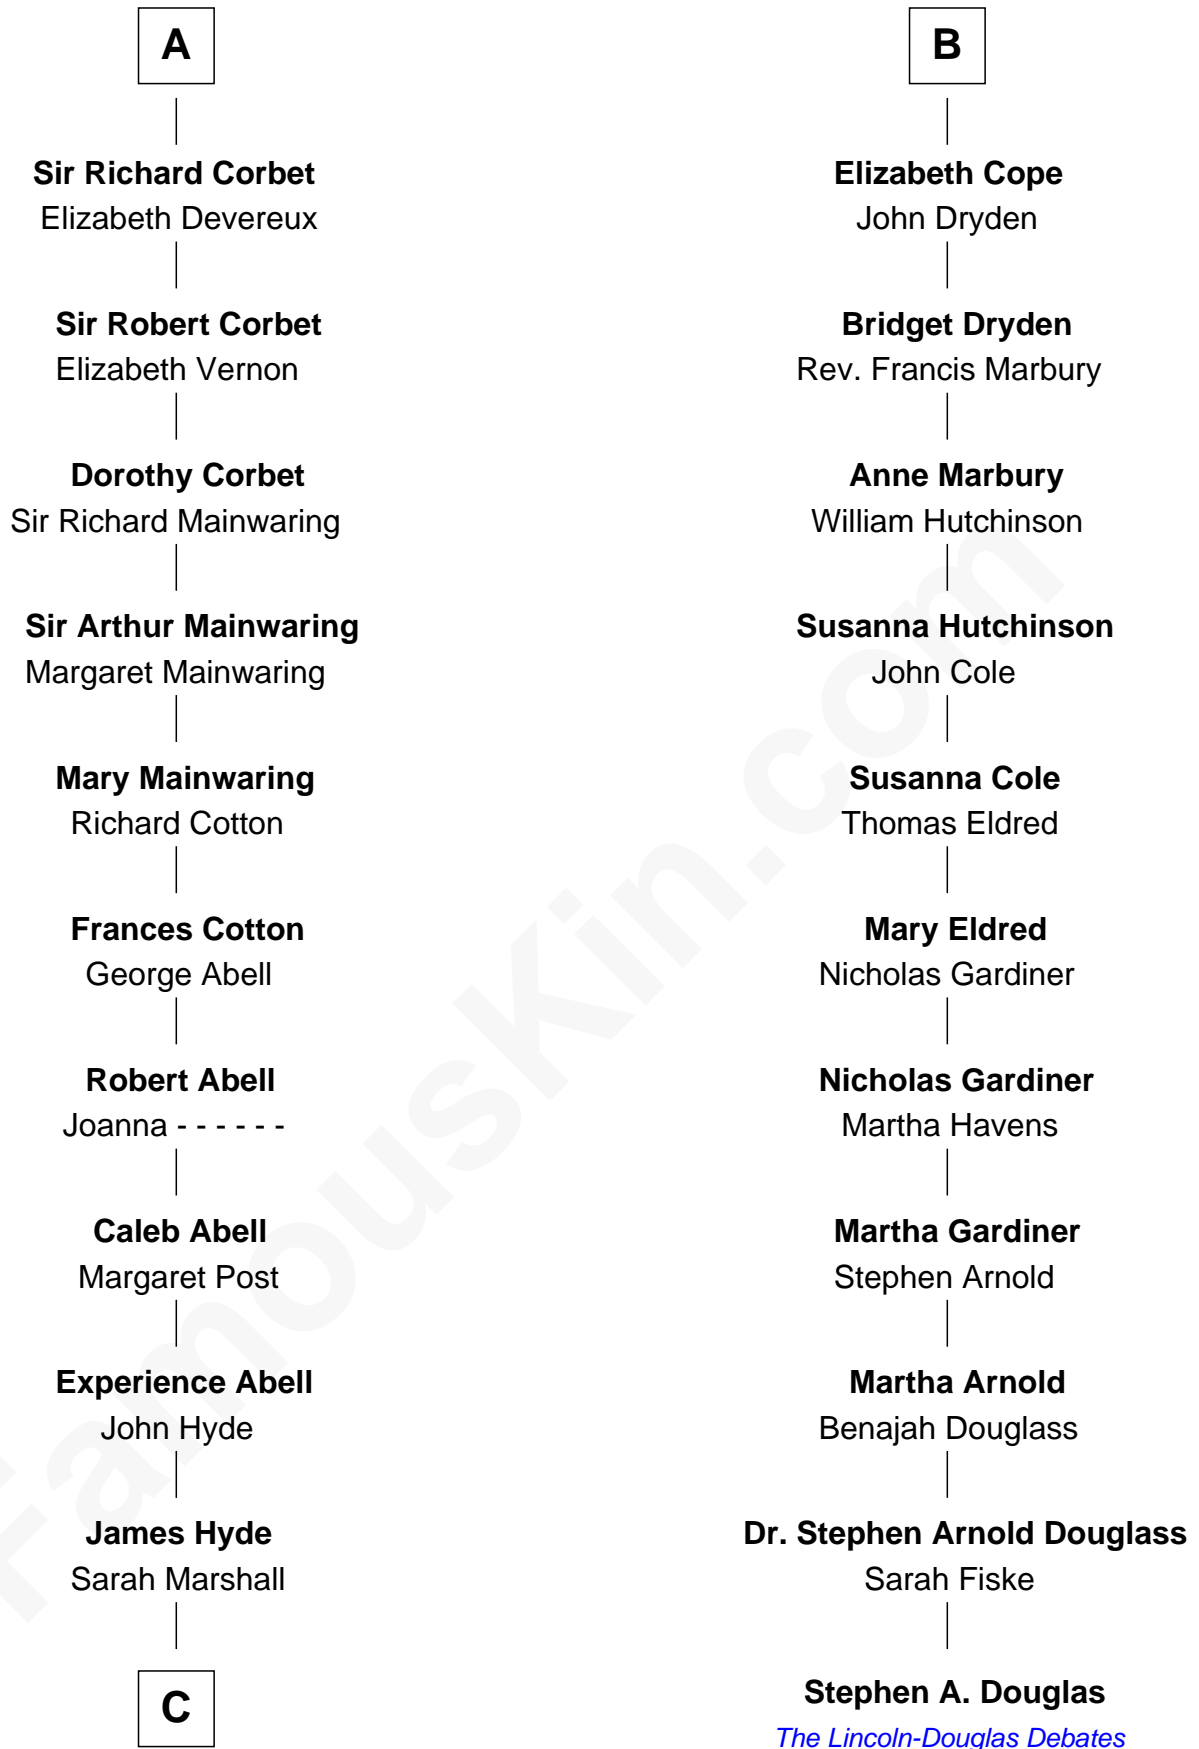 A
Sir Richard Corbet
Elizabeth Devereux
Sir Robert Corbet
Elizabeth Vernon
Dorothy Corbet
Sir Richard Mainwaring
Sir Arthur Mainwaring
Margaret Mainwaring
Mary Mainwaring
Richard Cotton
Frances Cotton
George Abell
Robert Abell
Joanna - - - - - -
Caleb Abell
Margaret Post
Experience Abell
John Hyde
James Hyde
Sarah Marshall
C
B
Elizabeth Cope
John Dryden
Bridget Dryden
Rev. Francis Marbury
Anne Marbury
William Hutchinson
Susanna Hutchinson
John Cole
Susanna Cole
Thomas Eldred
Mary Eldred
Nicholas Gardiner
Nicholas Gardiner
Martha Havens
Martha Gardiner
Stephen Arnold
Martha Arnold
Benajah Douglass
Dr. Stephen Arnold Douglass
Sarah Fiske
Stephen A. Douglas
The Lincoln-Douglas Debates
FamousKin.com